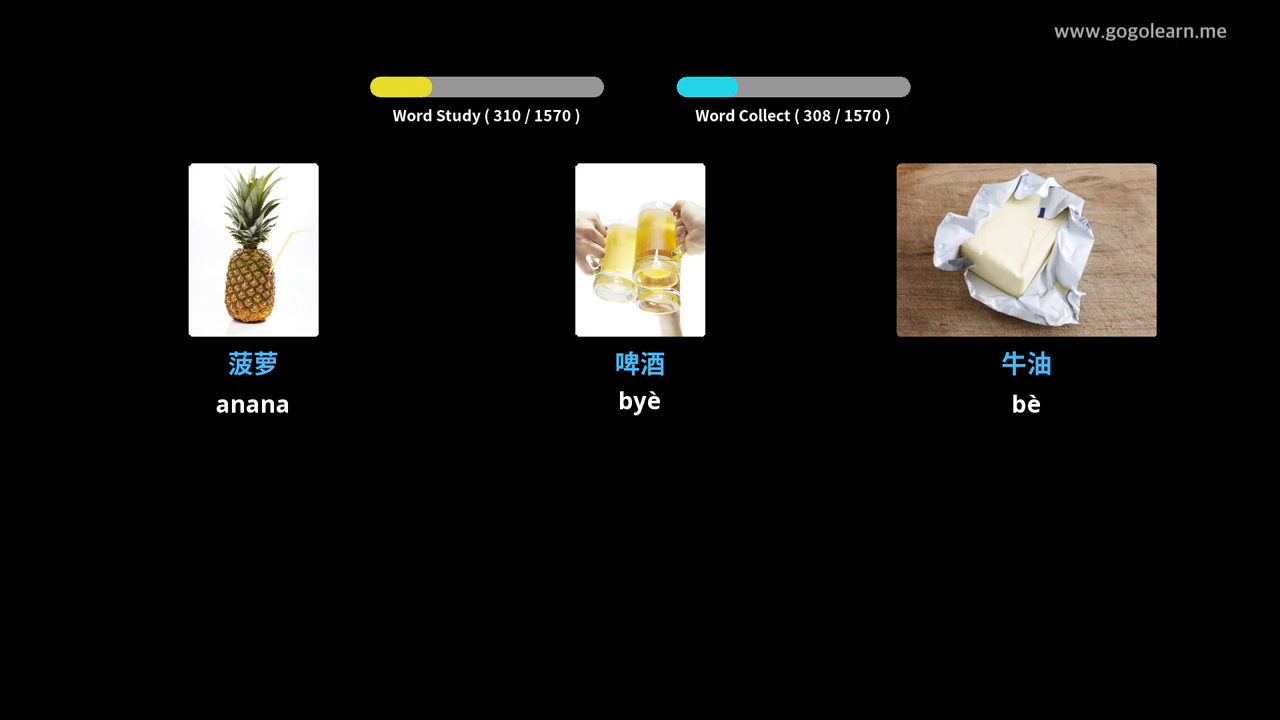 www.gogolearn.me
Word Study ( 310 / 1570 )
Word Collect ( 308 / 1570 )
菠萝
啤酒
牛油
anana
byè
bè